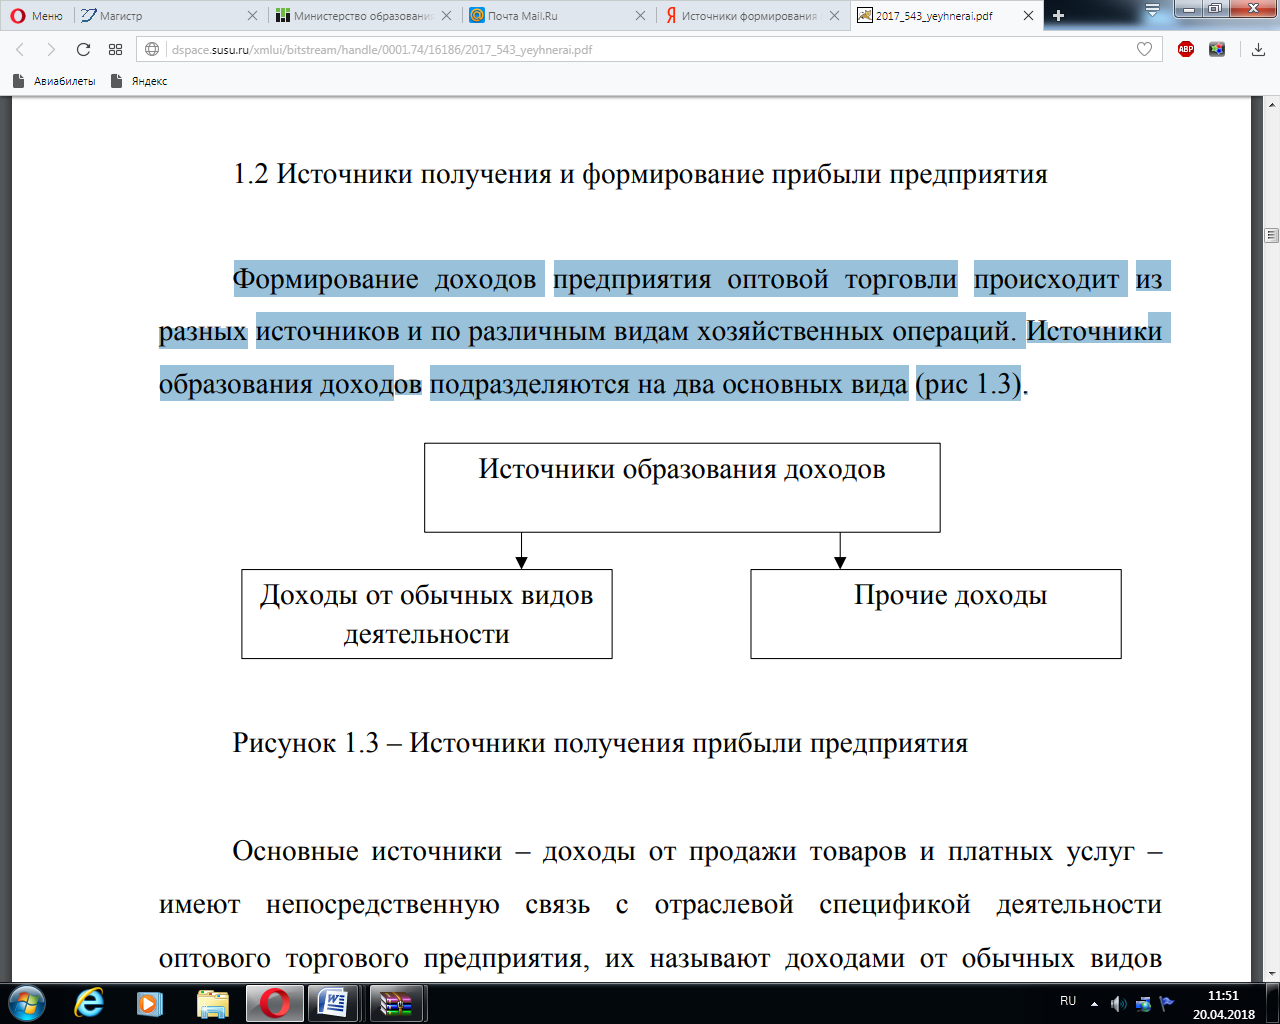 Меню
Магистр
Министерство образовани
Почта Mail.Ru
Источники формирования
2017_543_yeyhnerai.pdf
dspace.susu.ru/xmlui/bitstream/handle/0001.74/16186/2017_543_yeyhnerai.pdf
ABP
Авиабилеты
Яндекс
1.2 Источники получения и формирование прибыли предприятия
Формирование доходов предприятия оптовой торговли происходит из
разных источников и по различным видам хозяйственных операций. Источники
образования доходов подразделяются на два основных вида (рис 1.3).
Источники образования доходов
Доходы от обычных видов
деятельности
Прочие доходы
Рисунок 1.3 – Источники получения прибыли предприятия
Основные источники – доходы от продажи товаров и платных услуг –
имеют непосредственную связь с отраслевой спецификой деятельности
оптового торгового предприятия, их называют доходами от обычных видов
RU
11:51
20.04.2018